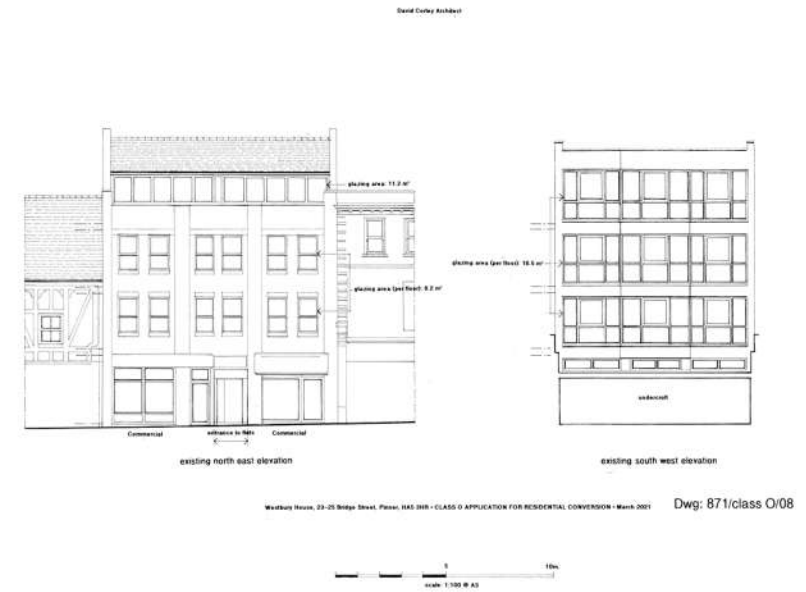 David Corley Architect
glazing area: 11.2 m²
glazing area (per floor): 16.5 m²
glazing area (per floor): 8.2 m²
undercroft
Commercial
entrance to flats
Commercial
existing north east elevation
existing south west elevation
Westbury House, 23-25 Bridge Street, Pinner, HA5 3HR - CLASS O APPLICATION FOR RESIDENTIAL CONVERSION - March 2021
Dwg: 871/class O/08
5
10m
scale 1:100 @ A3